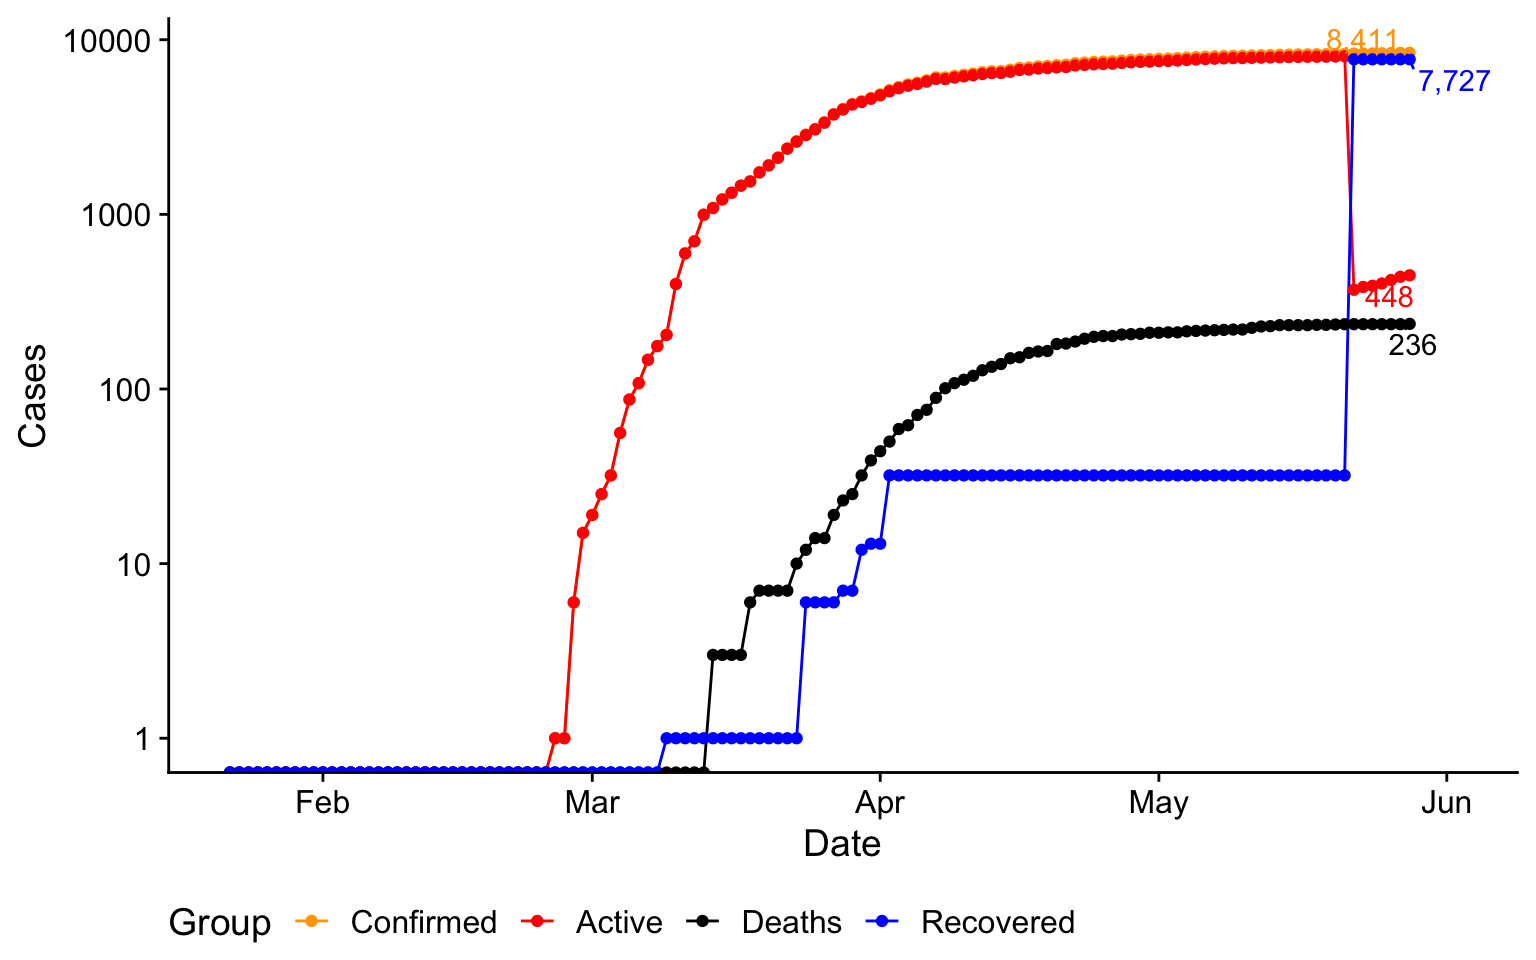 10000
1000
100
10
1
Cases
8,411
7,727
448
236
Feb Mar Apr May Jun
Date
Group Confirmed Active Deaths Recovered